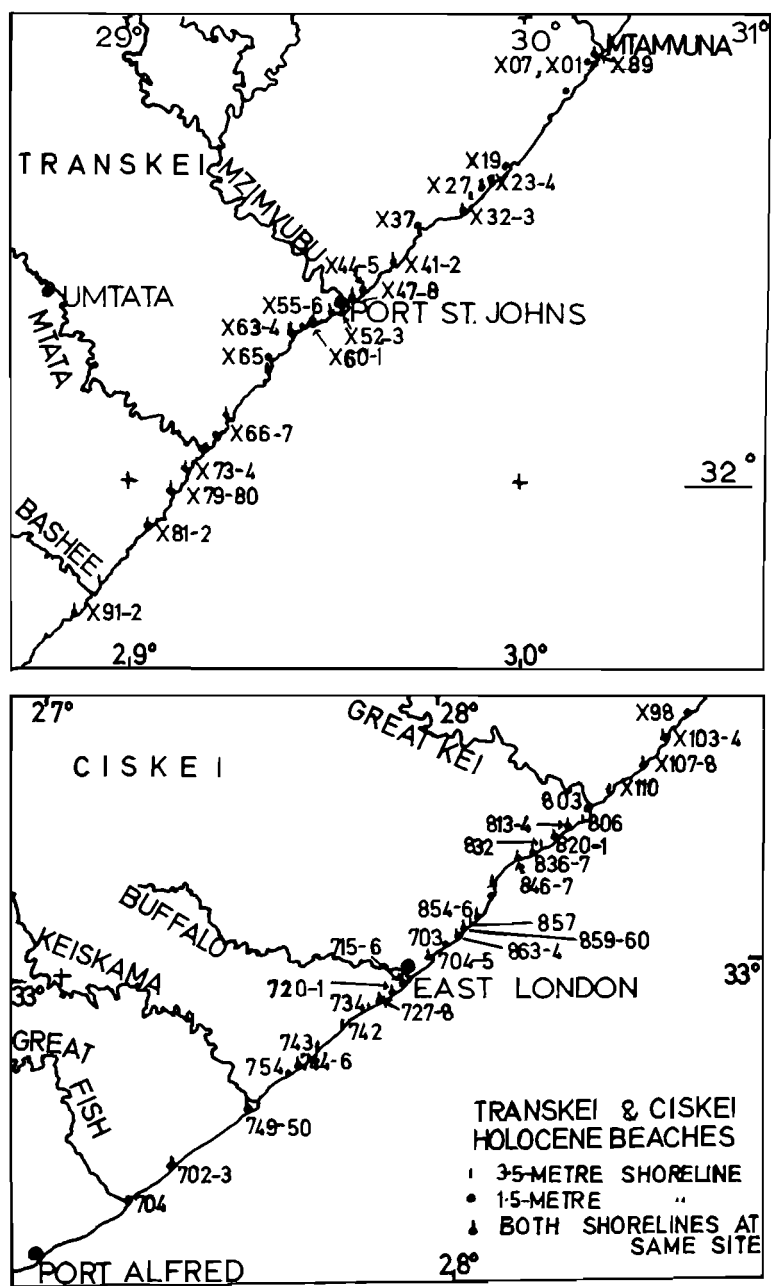 29°
30°
31°
MTAMVUNA
X07, X01
X89
TRANSKEI
MZIMVUBU
X19
X27
X23-4
X32-3
X37
X44-5
X41-2
UMTATA
X55-6
X47-8
PORT ST. JOHNS
X63-4
X52-3
X60-1
X65
MTATA
X66-7
X73-4
32°
X79-80
BASHEE
X81-2
X91-2
29°
30°
27°
28°
GREAT KEI
X98
CISKEI
X103-4
X107-8
X110
803
813-4
806
832
820-1
836-7
846-7
BUFFALO
854-6
857
KEISKAMA
703
859-60
715-6
863-4
704-5
33°
33°
720-1
EAST LONDON
734
727-8
GREAT FISH
742
743
744-6
754
749-50
TRANSKEI & CISKEI
HOLOCENE BEACHES
3·5-METRE SHORELINE
1·5-METRE "
BOTH SHORELINES AT
SAME SITE
702-3
704
PORT ALFRED
28°